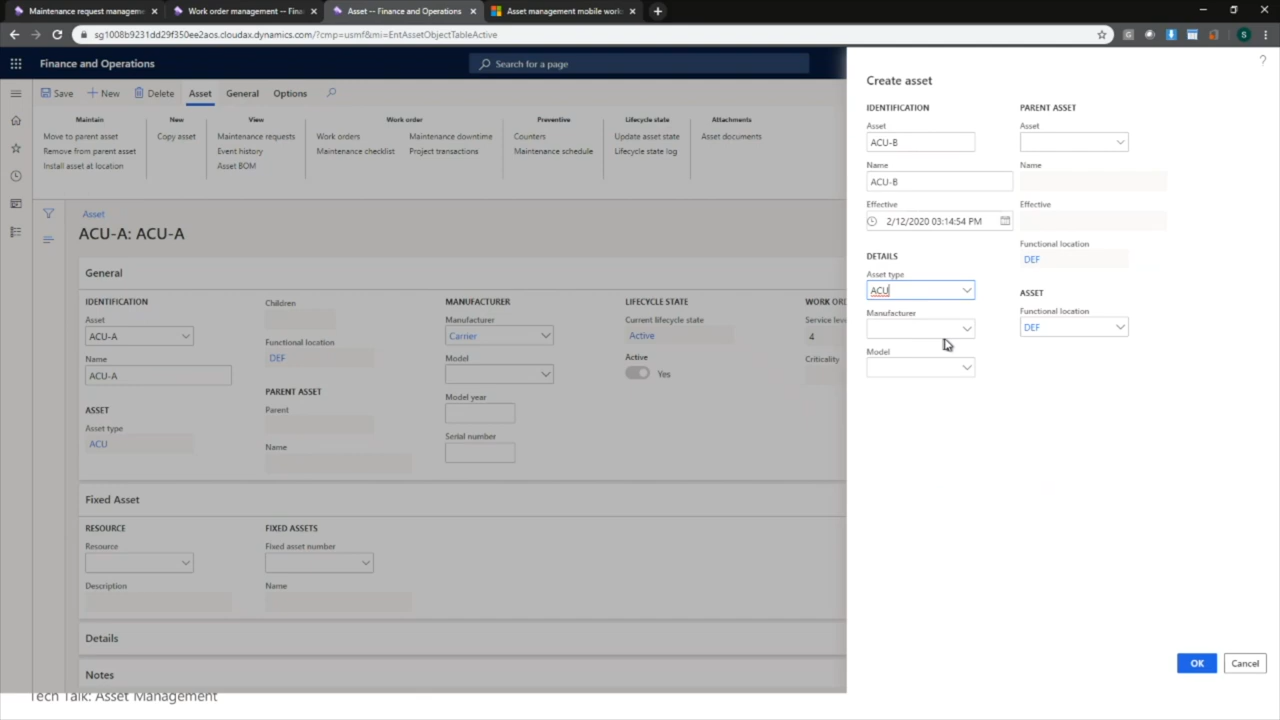 Maintenance request manageme
Work order management -- Fina
Asset -- Finance and Operations
Asset management mobile works
sg1008b9231dd29f350ee2aos.cloudax.dynamics.com/?cmp=usmf&mi=EntAssetObjectTableActive
S
Finance and Operations
Search for a page
?
Save
New
Delete
Asset
General
Options
Maintain
New
View
Work order
Preventive
Lifecycle state
Attachments
Move to parent asset
Copy asset
Maintenance requests
Work orders
Maintenance downtime
Counters
Update asset state
Asset documents
Remove from parent asset
Event history
Maintenance checklist
Project transactions
Maintenance schedule
Lifecycle state log
Install asset at location
Asset BOM
Asset
ACU-A: ACU-A
General
IDENTIFICATION
Asset
ACU-A
Name
ACU-A
ASSET
Asset type
ACU
Children
Functional location
DEF
PARENT ASSET
Parent
Name
MANUFACTURER
Manufacturer
Carrier
Model
Model year
Serial number
LIFECYCLE STATE
Current lifecycle state
Active
Active
Yes
WORK ORD
Service leve
4
Criticality
Fixed Asset
RESOURCE
Resource
Description
FIXED ASSETS
Fixed asset number
Name
Details
Notes
Create asset
IDENTIFICATION
Asset
ACU-B
Name
ACU-B
Effective
2/12/2020 03:14:54 PM
DETAILS
Asset type
ACU
Manufacturer
Model
PARENT ASSET
Asset
Name
Effective
Functional location
DEF
ASSET
Functional location
DEF
OK
Cancel
Tech Talk: Asset Management